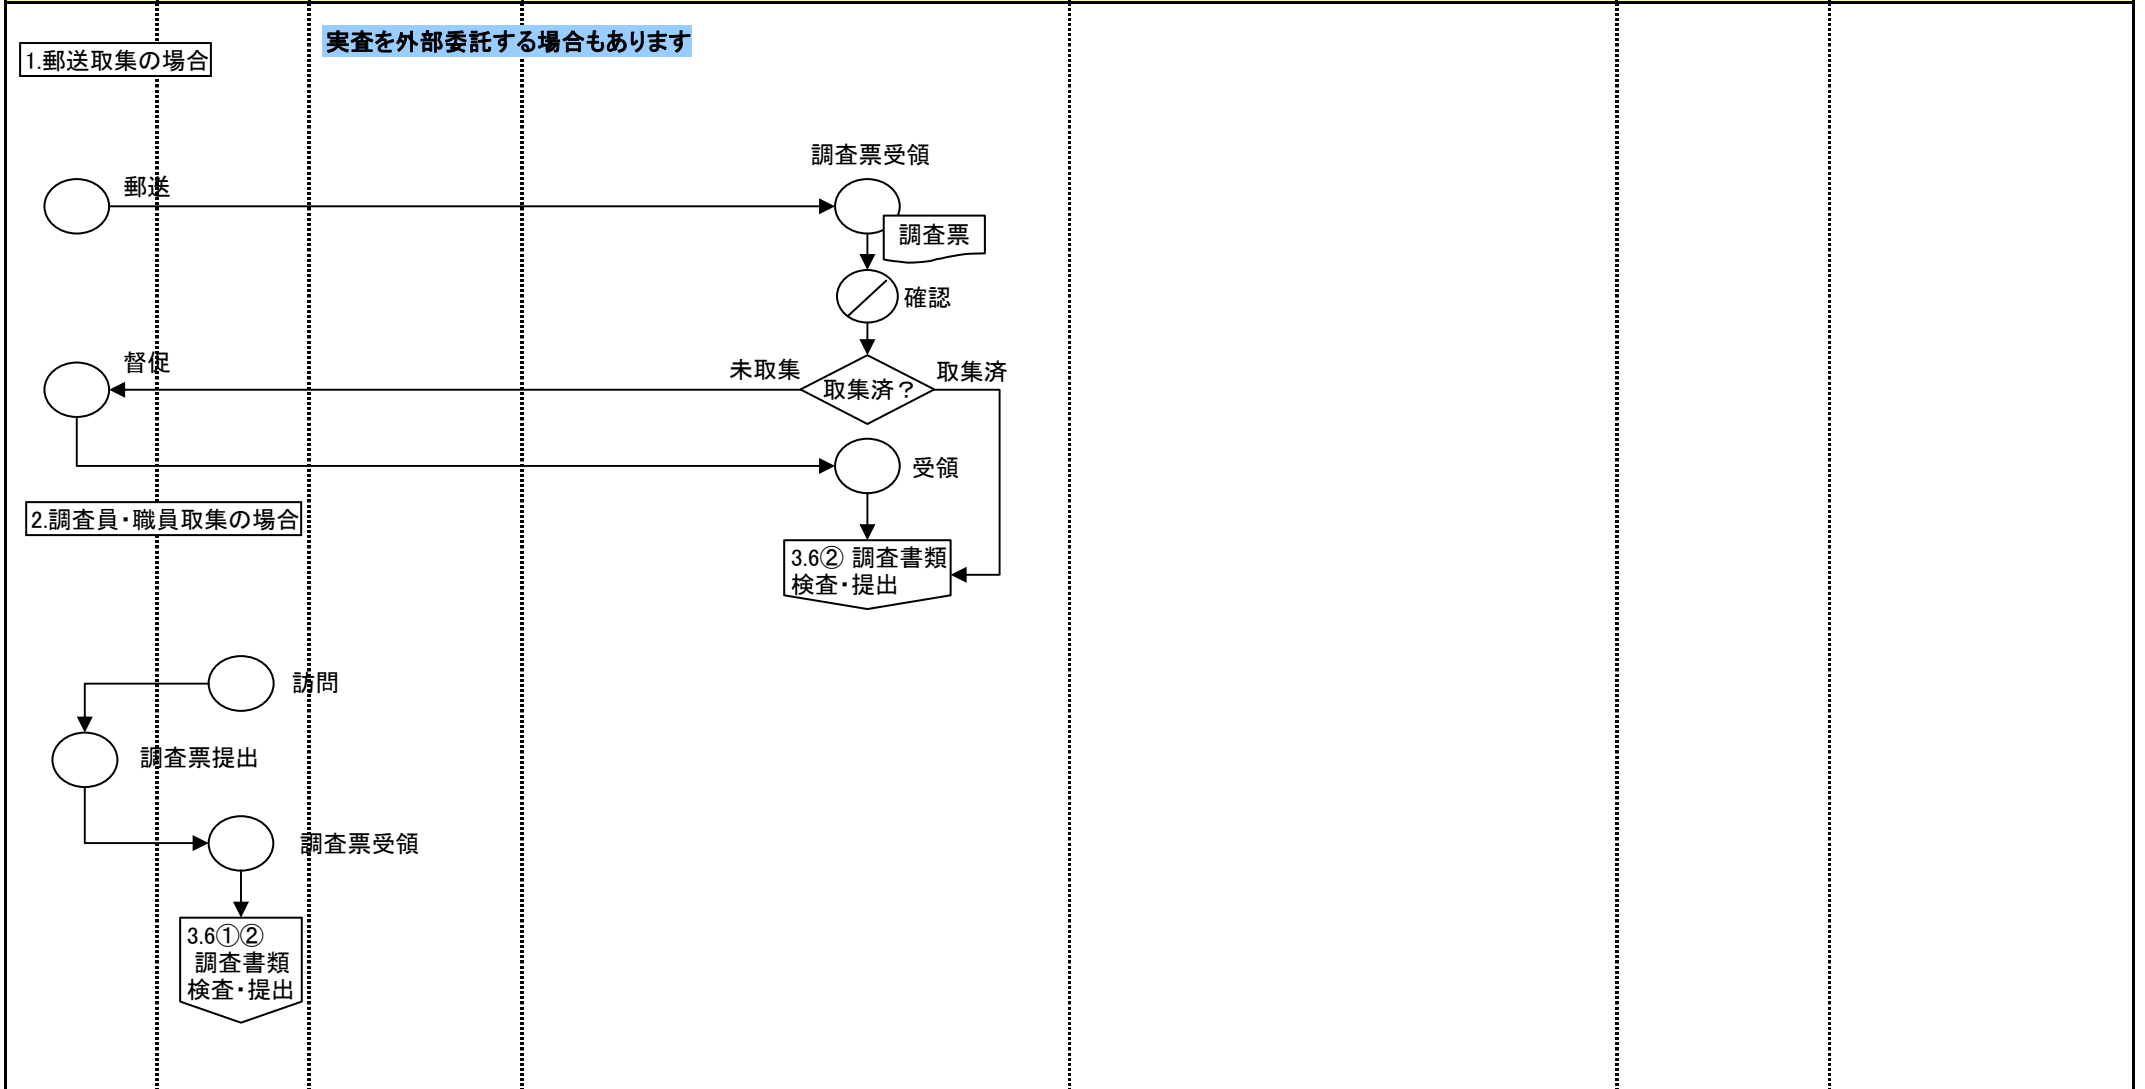 実査を外部委託する場合もあります
1.郵送取集の場合
調査票受領
郵送
調査票
確認
督促
未取集
取集済？
取集済
受領
2.調査員・職員取集の場合
3.6② 調査書類
検査・提出
訪問
調査票提出
調査票受領
3.6①②
調査書類
検査・提出